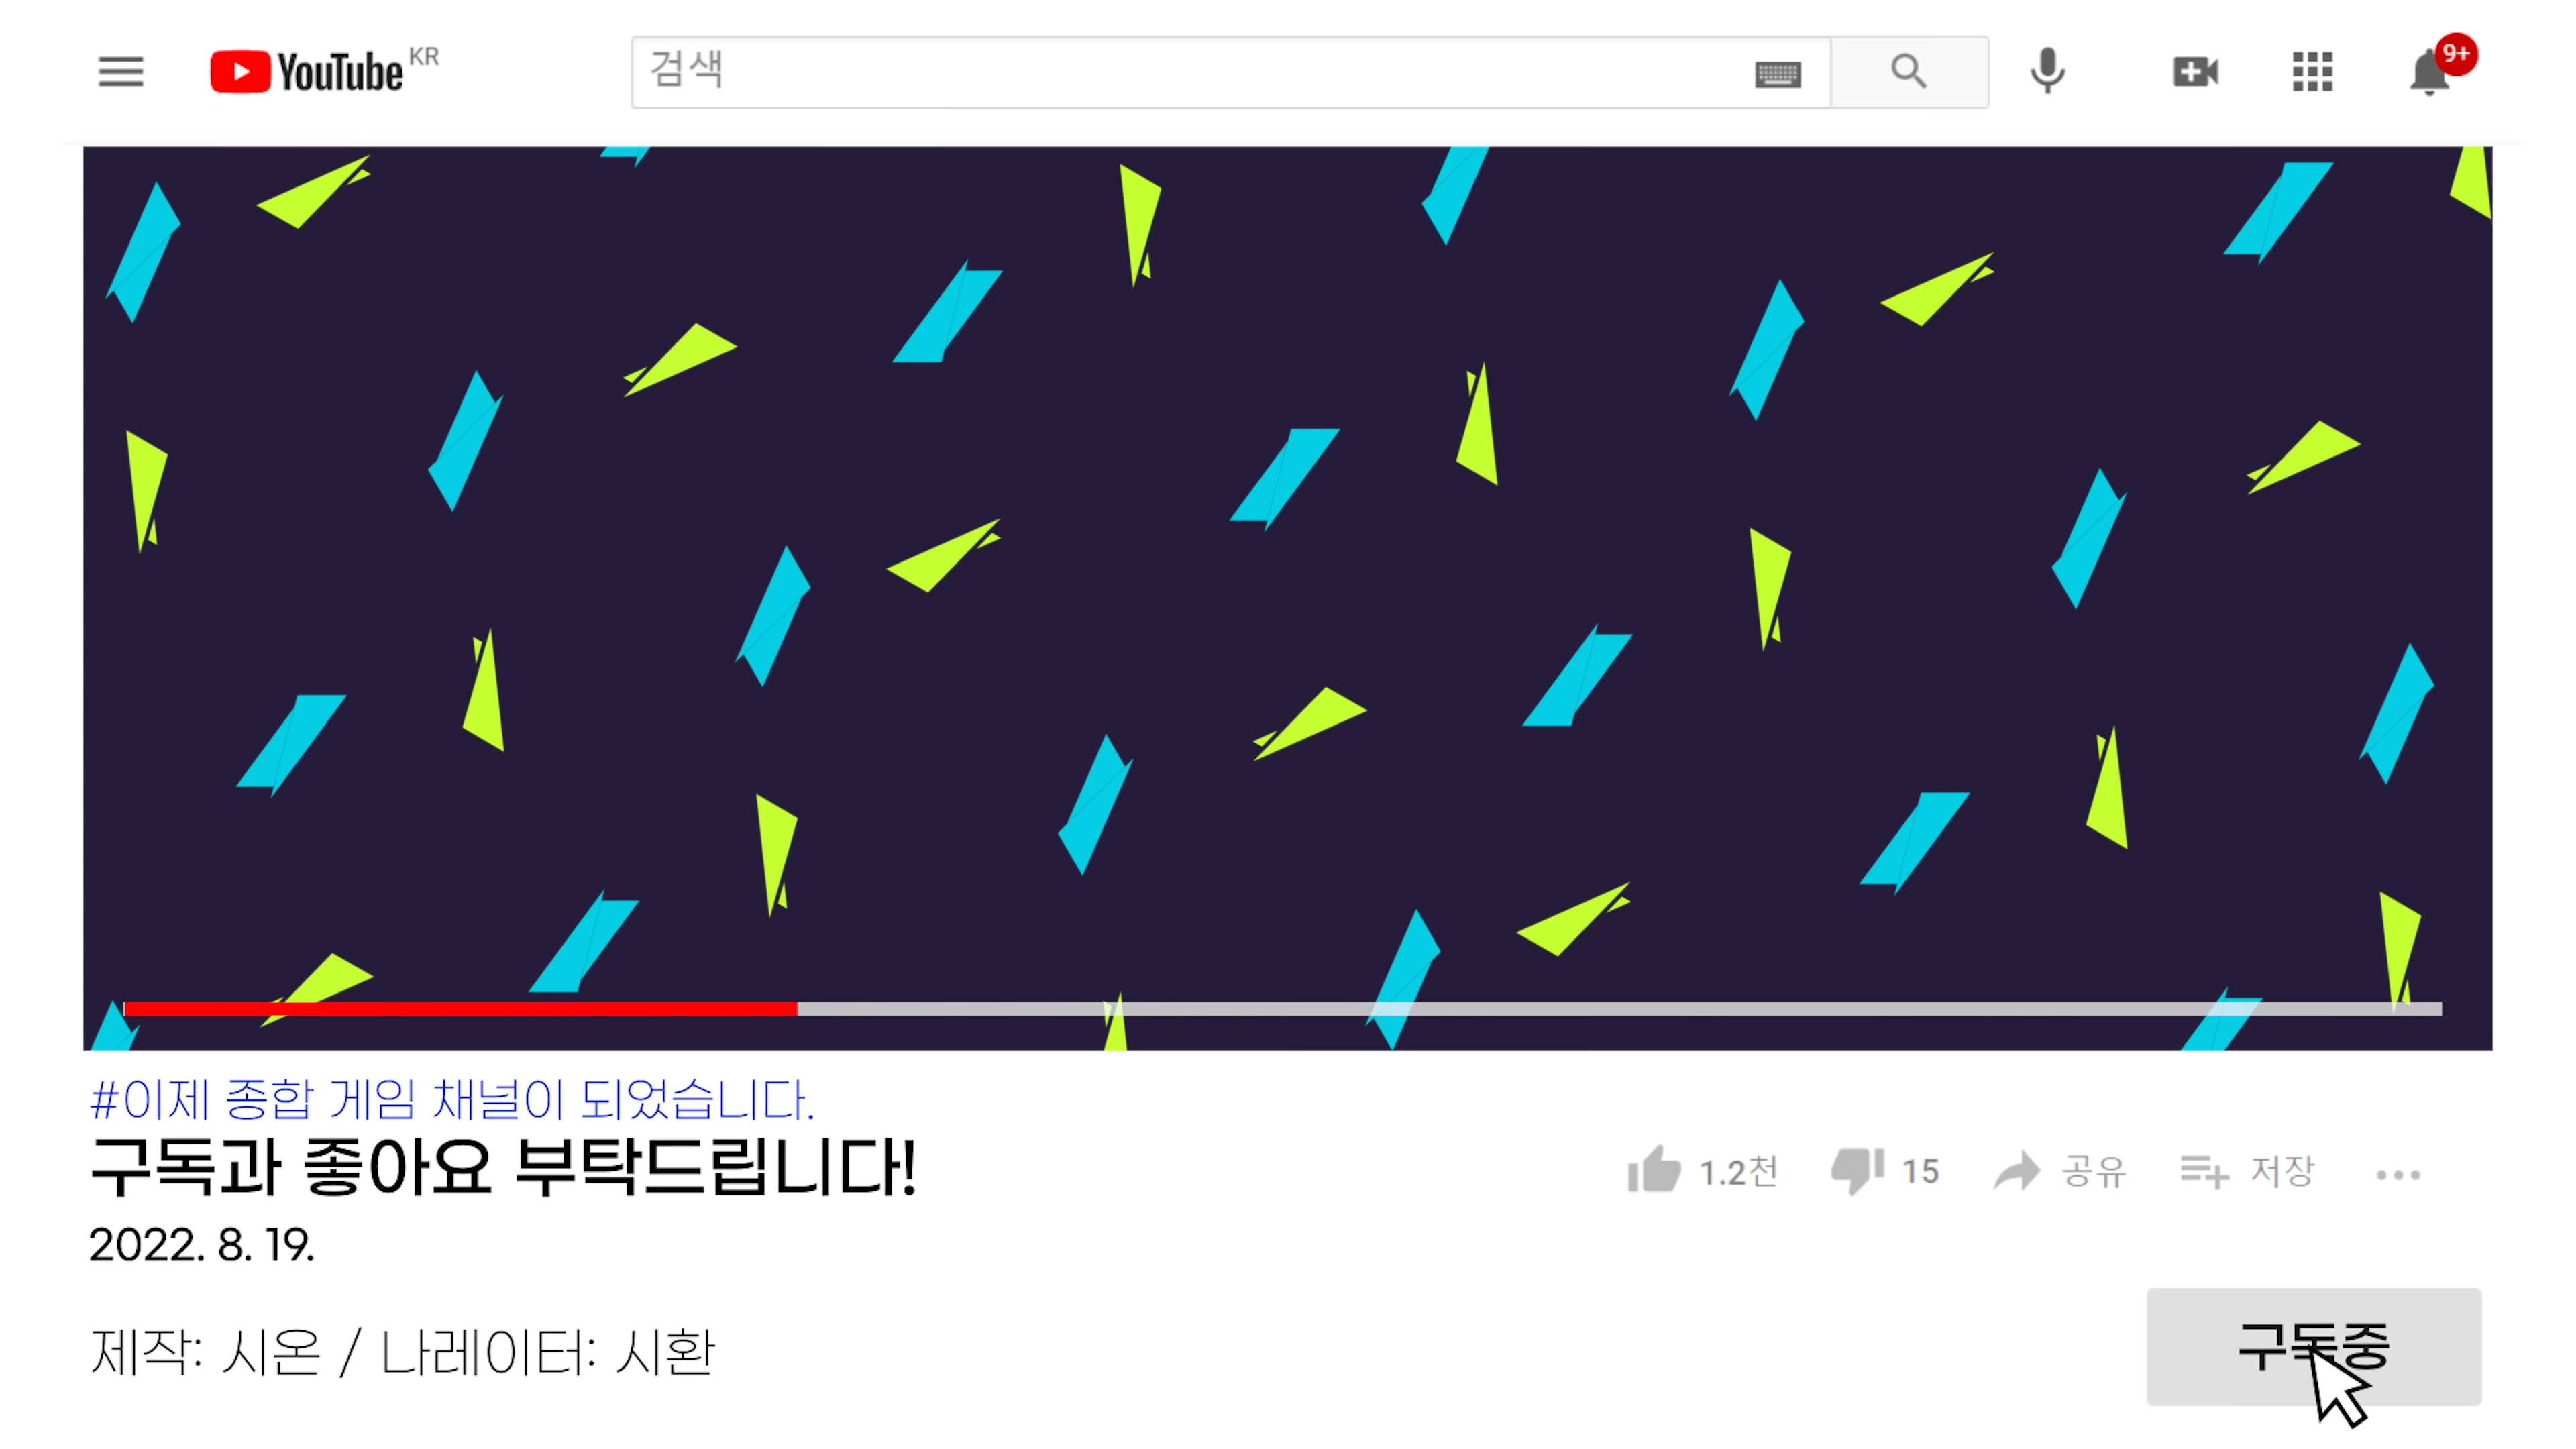 YouTube KR
검색
9+
#이제 종합 게임 채널이 되었습니다.
구독과 좋아요 부탁드립니다!
1.2천
15
공유
저장
2022. 8. 19.
제작: 시온 / 나레이터: 시환
구독중